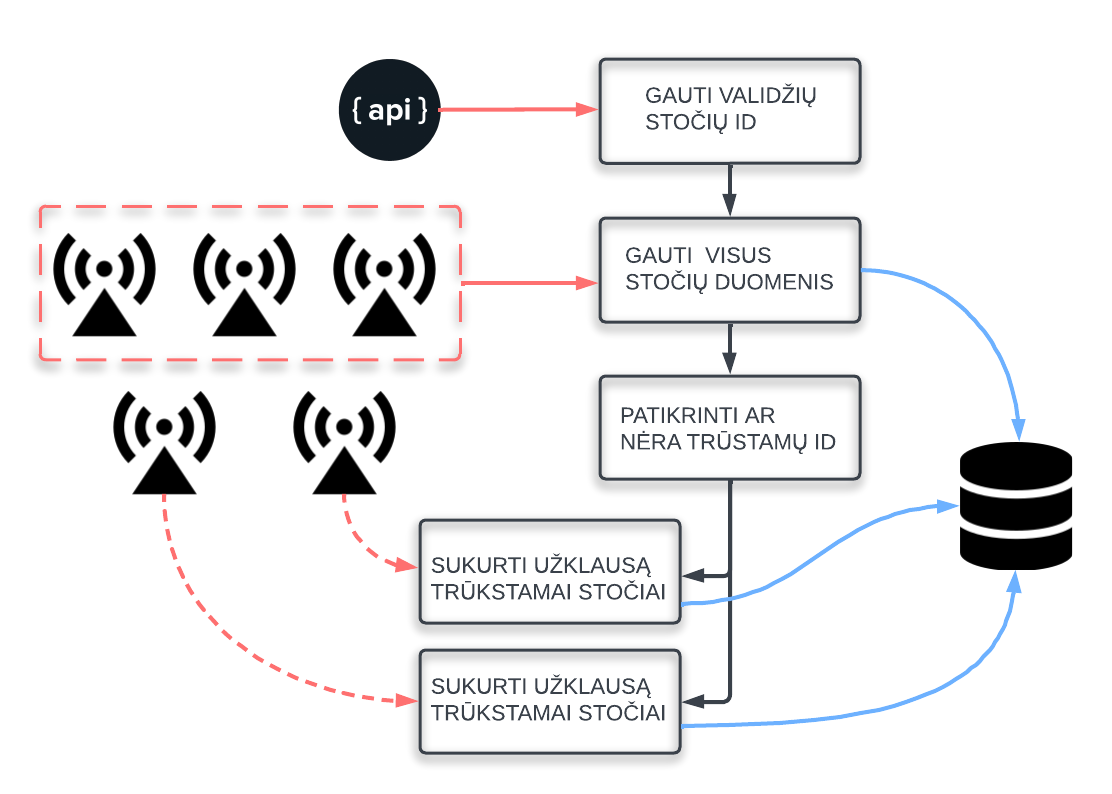 { api }
GAUTI VALIDŽIŲ
STOČIŲ ID
GAUTI VISUS
STOČIŲ DUOMENIS
PATIKRINTI AR
NĖRA TRŪSTAMŲ ID
SUKURTI UŽKLAUSĄ
TRŪKSTAMAI STOČIAI
SUKURTI UŽKLAUSĄ
TRŪKSTAMAI STOČIAI